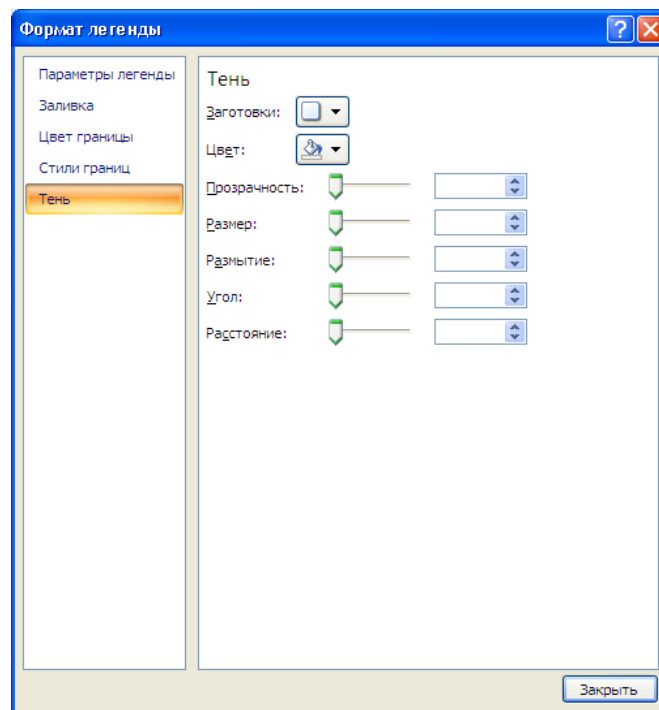 Формат легенды
Параметры легенды
Заливка
Цвет границы
Стили границ
Тень
Тень
Заготовки:
Цвет:
Прозрачность:
Размер:
Размытие:
Угол:
Расстояние:
Закрыть